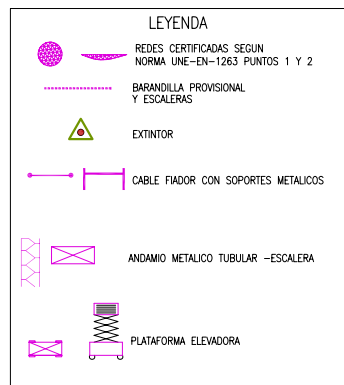 LEYENDA
REDES CERTIFICADAS SEGUN
NORMA UNE-EN-1263 PUNTOS 1 Y 2
BARANDILLA PROVISIONAL
Y ESCALERAS
EXTINTOR
CABLE FIADOR CON SOPORTES METALICOS
ANDAMIO METALICO TUBULAR -ESCALERA
PLATAFORMA ELEVADORA